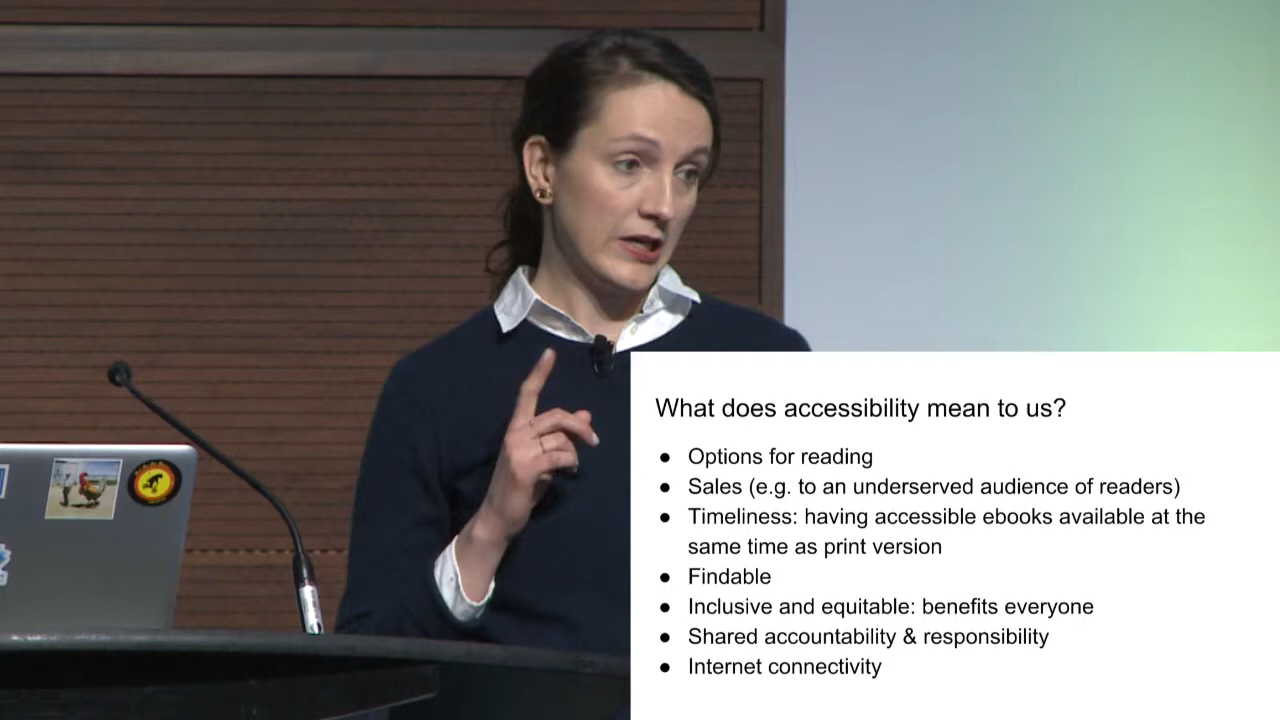 What does accessibility mean to us?
● Options for reading
● Sales (e.g. to an underserved audience of readers)
● Timeliness: having accessible ebooks available at the
same time as print version
● Findable
● Inclusive and equitable: benefits everyone
● Shared accountability & responsibility
● Internet connectivity